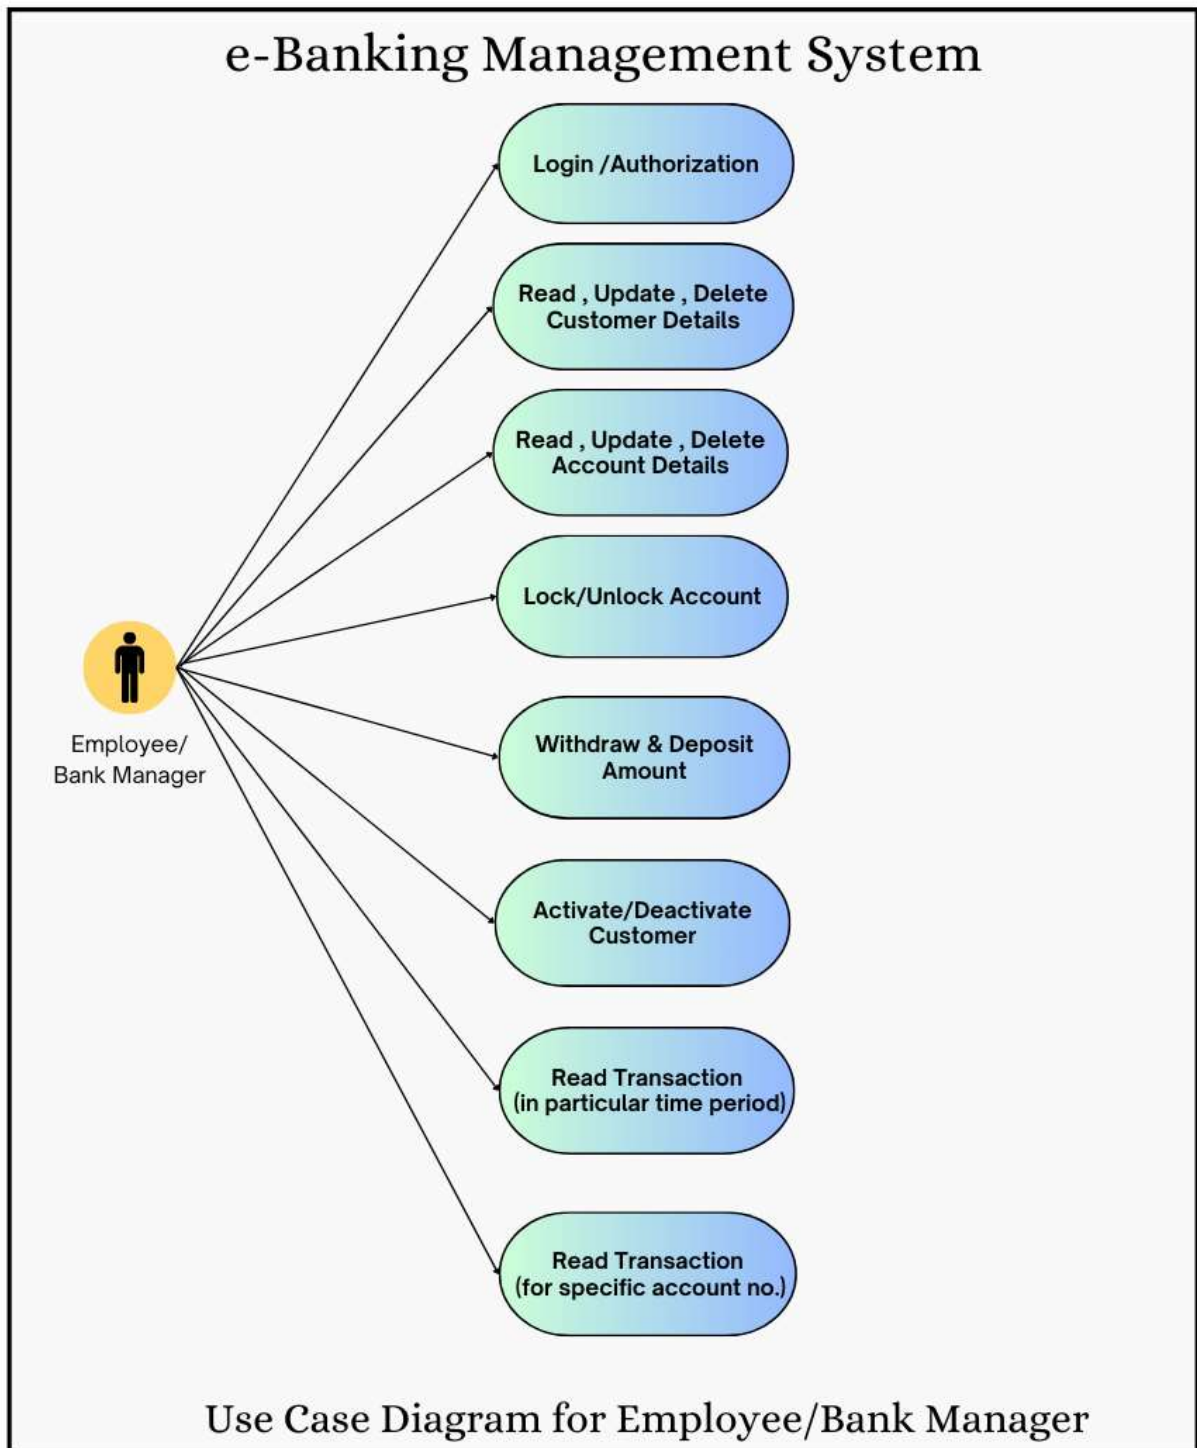 e-Banking Management System
Login /Authorization
Read , Update , Delete
Customer Details
Read , Update , Delete
Account Details
Lock/Unlock Account
Employee/
Bank Manager
Withdraw & Deposit
Amount
Activate/Deactivate
Customer
Read Transaction
(in particular time period)
Read Transaction
(for specific account no.)
Use Case Diagram for Employee/Bank Manager